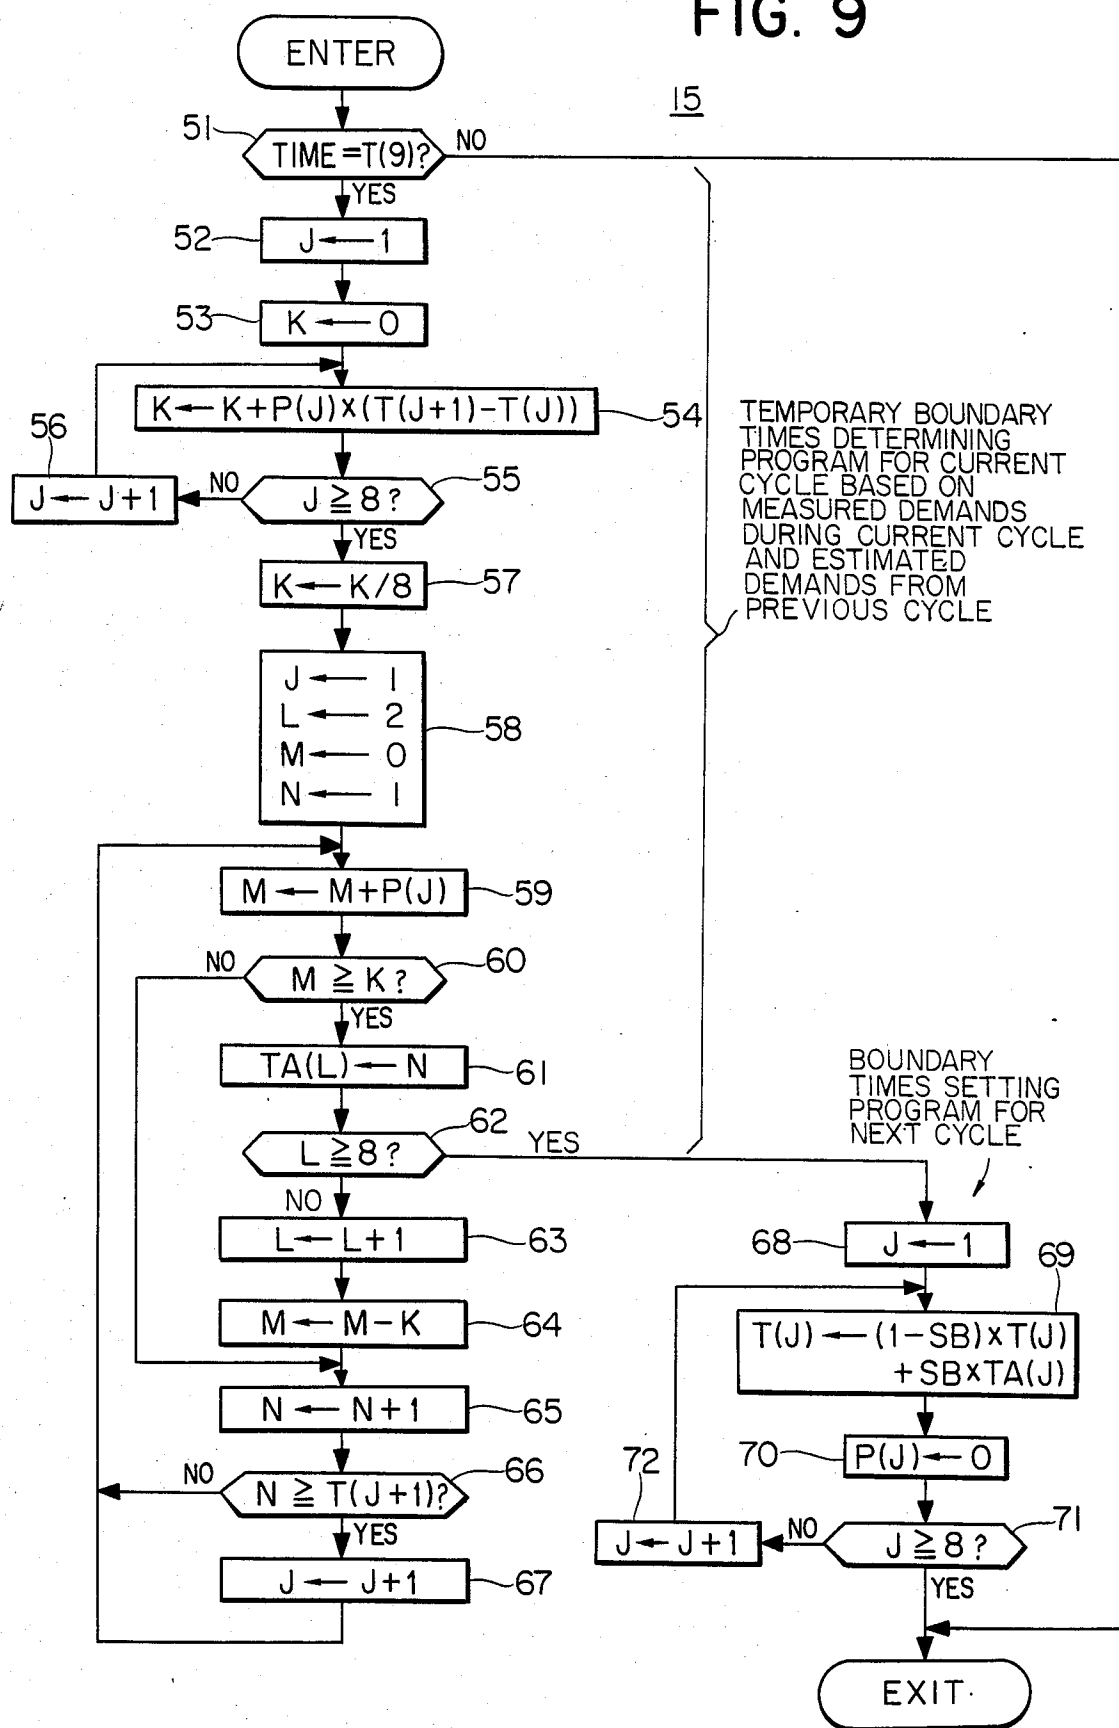 FIG. 9
ENTER
15
51
TIME=T(9)?
NO
YES
52
J ← 1
53
K ← 0
K ← K+P(J)×(T(J+1)-T(J))
54
56
J ← J+1
NO
J ≧ 8?
55
YES
K ← K/8
57
TEMPORARY BOUNDARY
TIMES DETERMINING
PROGRAM FOR CURRENT
CYCLE BASED ON
MEASURED DEMANDS
DURING CURRENT CYCLE
AND ESTIMATED
DEMANDS FROM
PREVIOUS CYCLE
J ← 1
L ← 2
M ← 0
N ← 1
58
M ← M+P(J)
59
NO
M ≧ K?
60
YES
TA(L) ← N
61
L ≧ 8?
62
YES
NO
L ← L+1
63
M ← M-K
64
N ← N+1
65
NO
N ≧ T(J+1)?
66
YES
J ← J+1
67
BOUNDARY
TIMES SETTING
PROGRAM FOR
NEXT CYCLE
68
J ← 1
69
T(J) ← (1-SB)×T(J)
+SB×TA(J)
70
P(J) ← 0
72
J ← J+1
NO
J ≧ 8?
71
YES
EXIT